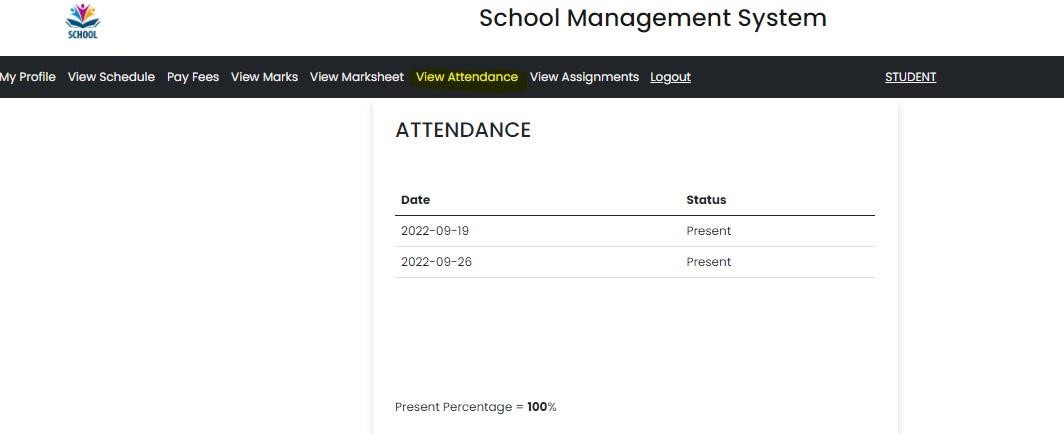 SCHOOL
School Management System
My Profile View Schedule Pay Fees View Marks View Marksheet View Attendance View Assignments Logout STUDENT
ATTENDANCE
Date Status
2022-09-19 Present
2022-09-26 Present
Present Percentage = 100%